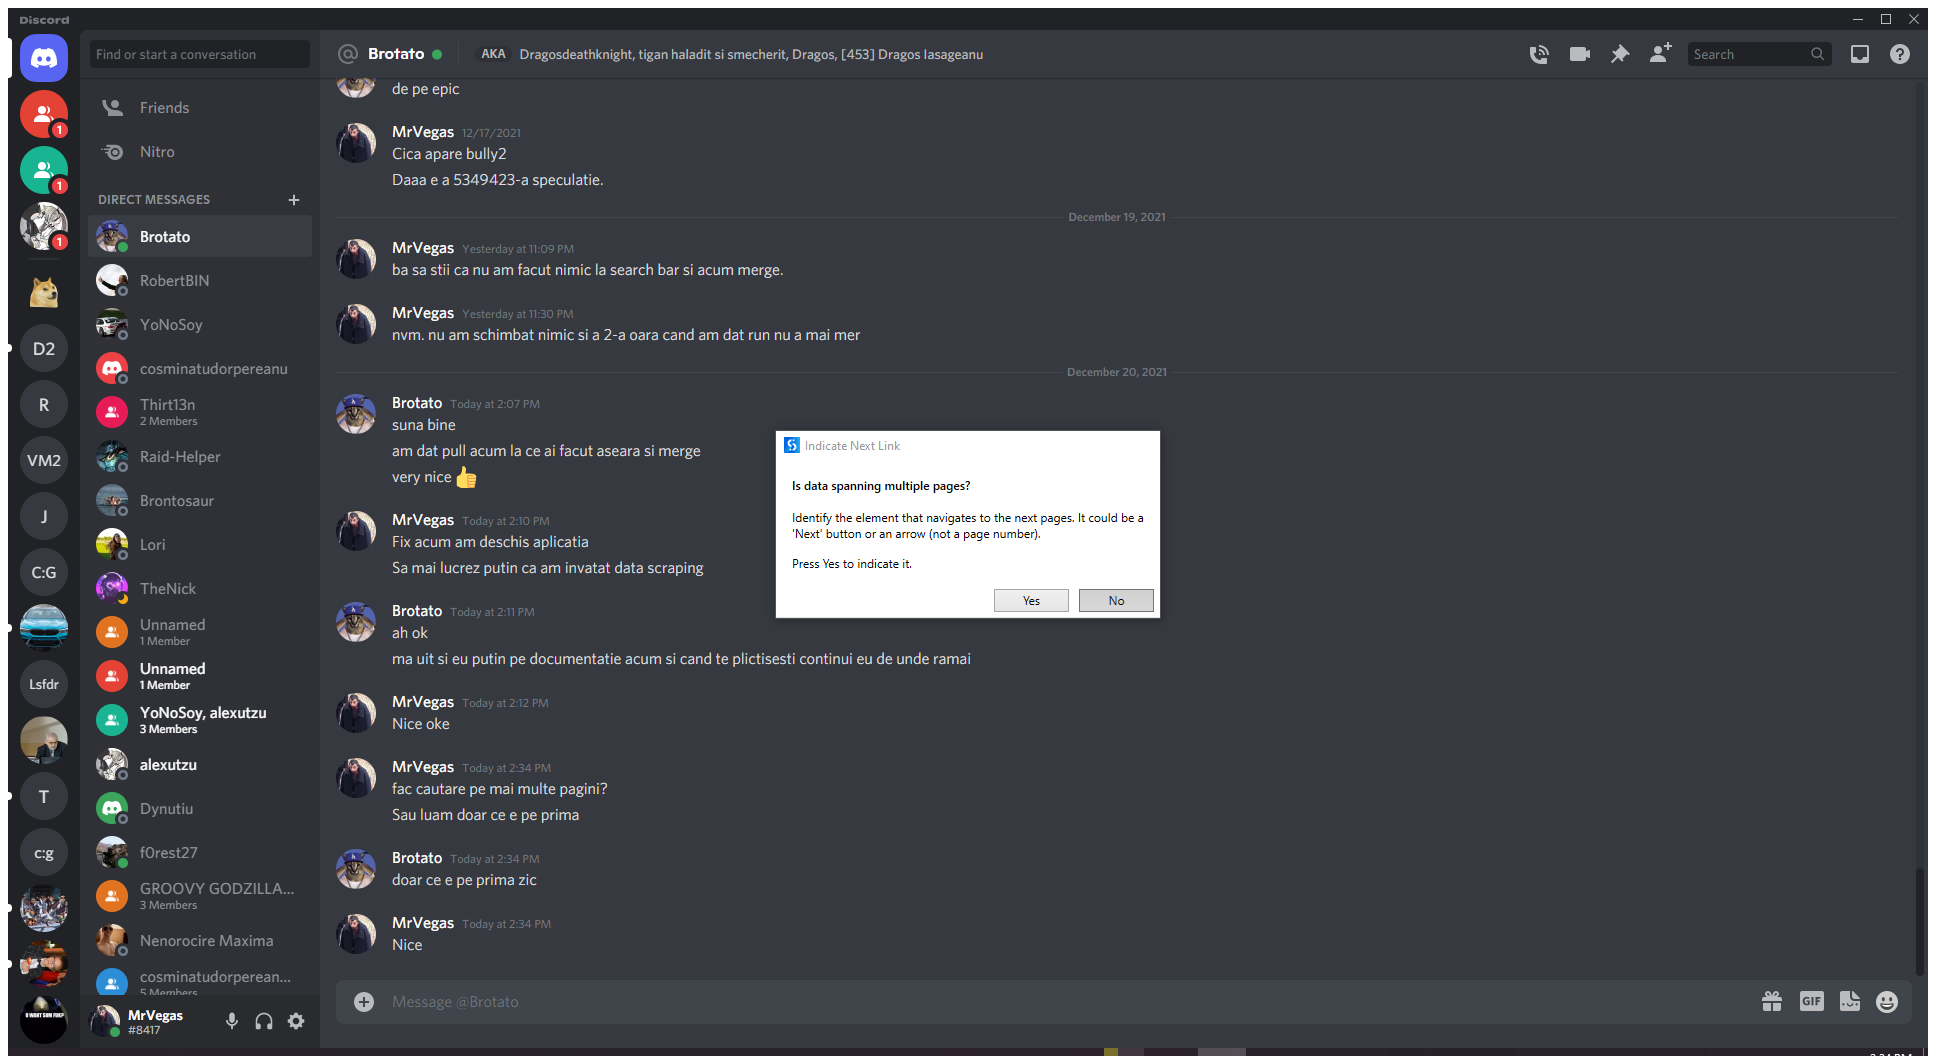 Discord
Find or start a conversation
Friends
Nitro
DIRECT MESSAGES
Brotato
RobertBIN
YoNoSoy
cosminatudorpereanu
Thirt13n
2 Members
Raid-Helper
Brontosaur
Lori
TheNick
Unnamed
1 Member
Unnamed
1 Member
YoNoSoy, alexutzu
3 Members
alexutzu
Dynutiu
f0rest27
GROOVY GODZILLA...
3 Members
Nenorocire Maxima
cosminatudorperean...
5 Members
MrVegas
#8417
1
1
1
D2
R
VM2
J
C:G
Lsfdr
T
c:g
Brotato
AKA Dragosdeathknight, tigan haladit si smecherit, Dragos, [453] Dragos Iasageanu
Search
de pe epic
MrVegas 12/17/2021
Cica apare bully2
Daaa e a 5349423-a speculatie.
December 19, 2021
MrVegas Yesterday at 11:09 PM
ba sa stii ca nu am facut nimic la search bar si acum merge.
MrVegas Yesterday at 11:30 PM
nvm. nu am schimbat nimic si a 2-a oara cand am dat run nu a mai mer
December 20, 2021
Brotato Today at 2:07 PM
suna bine
am dat pull acum la ce ai facut aseara si merge
very nice
MrVegas Today at 2:10 PM
Fix acum am deschis aplicatia
Sa mai lucrez putin ca am invatat data scraping
Brotato Today at 2:11 PM
ah ok
ma uit si eu putin pe documentatie acum si cand te plictisesti continui eu de unde ramai
MrVegas Today at 2:12 PM
Nice oke
MrVegas Today at 2:34 PM
fac cautare pe mai multe pagini?
Sau luam doar ce e pe prima
Brotato Today at 2:34 PM
doar ce e pe prima zic
MrVegas Today at 2:34 PM
Nice
Message @Brotato
GIF
Indicate Next Link
Is data spanning multiple pages?
Identify the element that navigates to the next pages. It could be a
'Next' button or an arrow (not a page number).
Press Yes to indicate it.
Yes
No